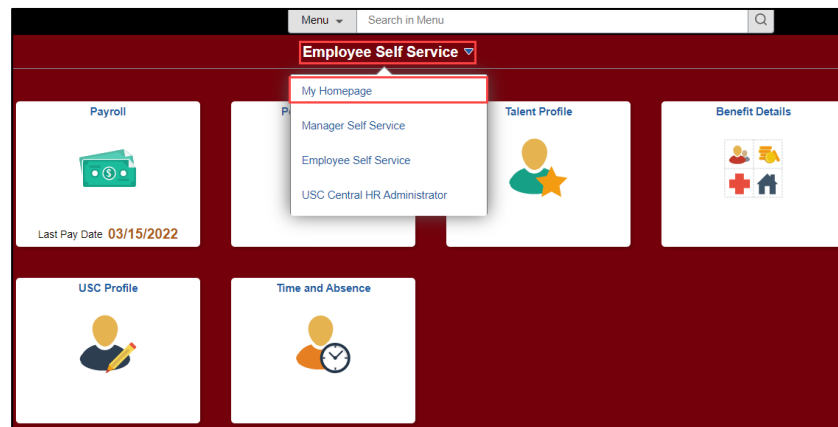 Menu
Search in Menu
Employee Self Service
My Homepage
Manager Self Service
Employee Self Service
USC Central HR Administrator
Payroll
Talent Profile
Benefit Details
Last Pay Date 03/15/2022
USC Profile
Time and Absence